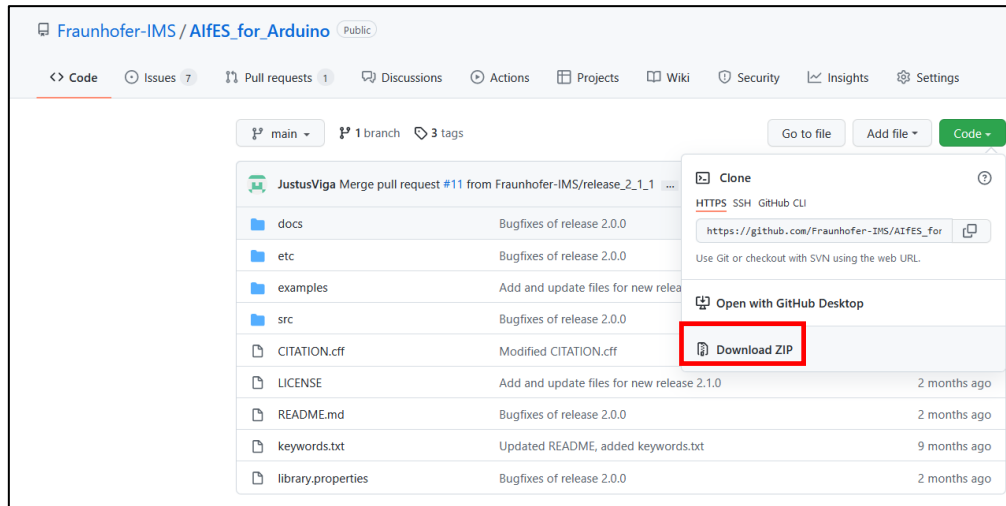 Fraunhofer-IMS / AIfES_for_Arduino Public
Code Issues 7 Pull requests 1 Discussions Actions Projects Wiki Security Insights Settings
main 1 branch 3 tags Go to file Add file Code
JustusViga Merge pull request #11 from Fraunhofer-IMS/release_2_1_1 ...
Clone
HTTPS SSH GitHub CLI
docs Bugfixes of release 2.0.0
https://github.com/Fraunhofer-IMS/AIfES_for
etc Bugfixes of release 2.0.0
Use Git or checkout with SVN using the web URL.
examples Add and update files for new relea
Open with GitHub Desktop
src Bugfixes of release 2.0.0
Download ZIP
CITATION.cff Modified CITATION.cff
LICENSE Add and update files for new release 2.1.0 2 months ago
README.md Bugfixes of release 2.0.0 2 months ago
keywords.txt Updated README, added keywords.txt 9 months ago
library.properties Bugfixes of release 2.0.0 2 months ago